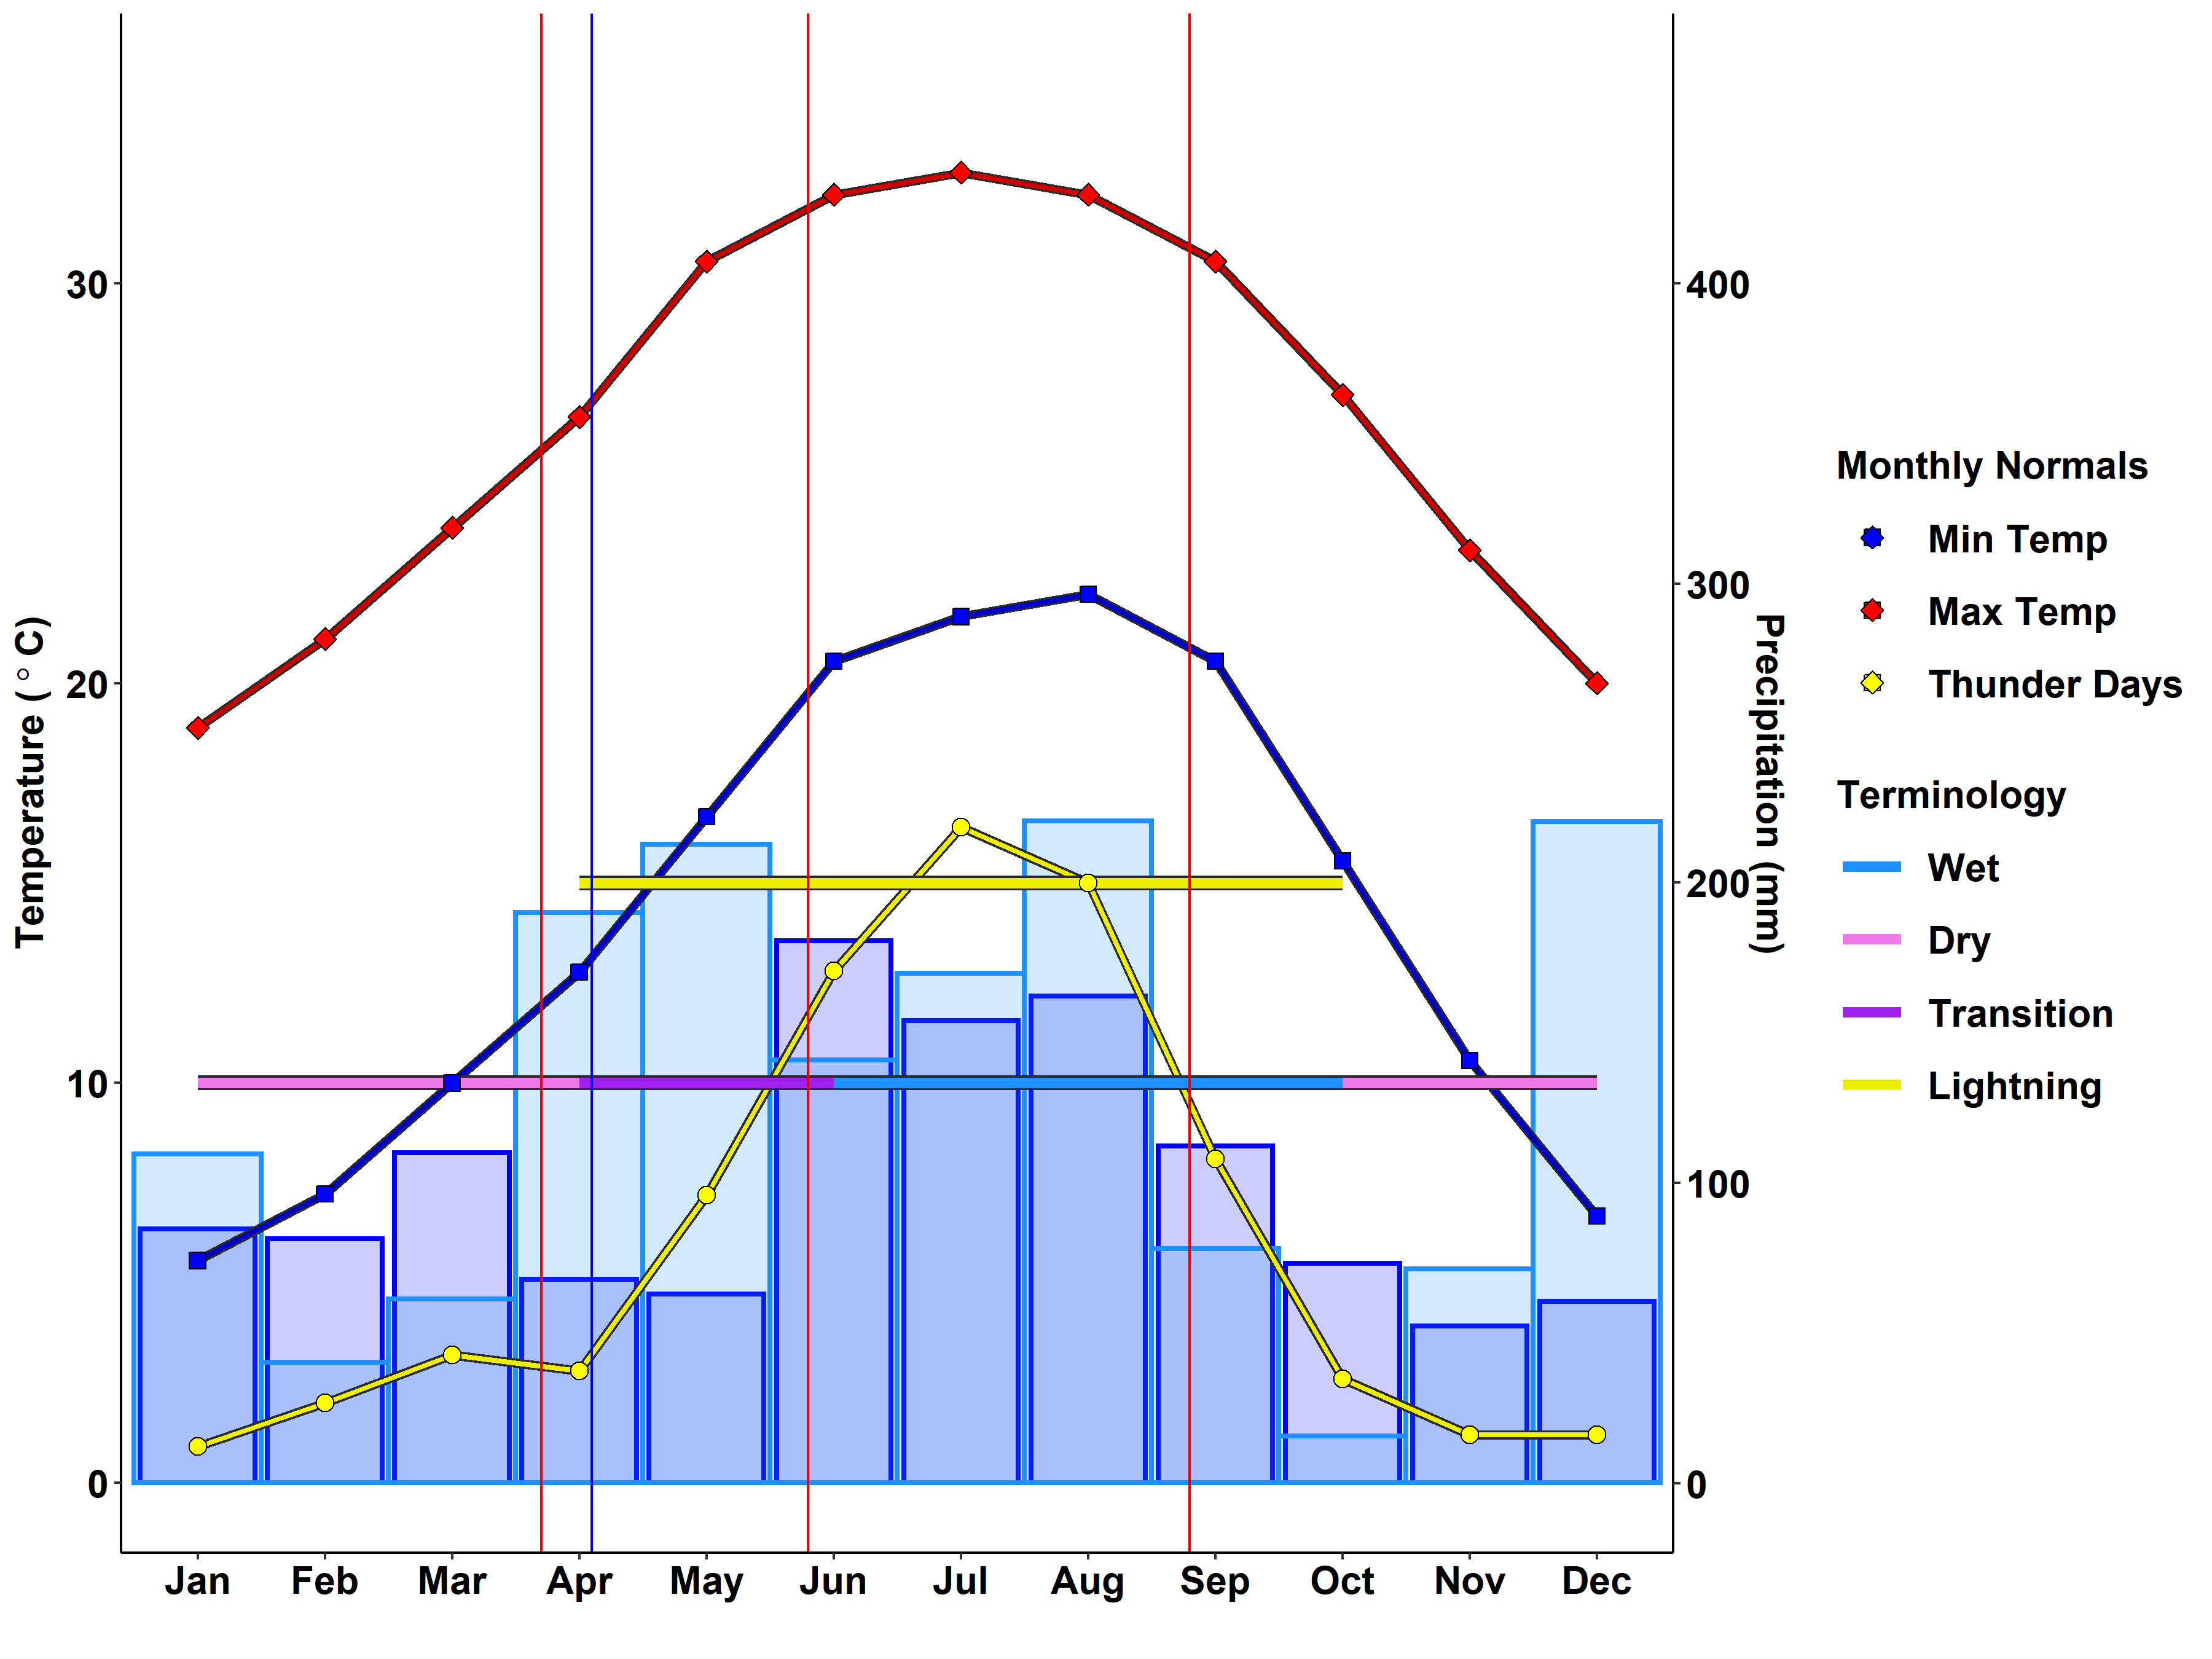 Temperature ( ° C)
30
20
10
0
400
300
200
100
0
Precipitation (mm)
Jan Feb Mar Apr May Jun Jul Aug Sep Oct Nov Dec
Monthly Normals
Min Temp
Max Temp
Thunder Days
Terminology
Wet
Dry
Transition
Lightning